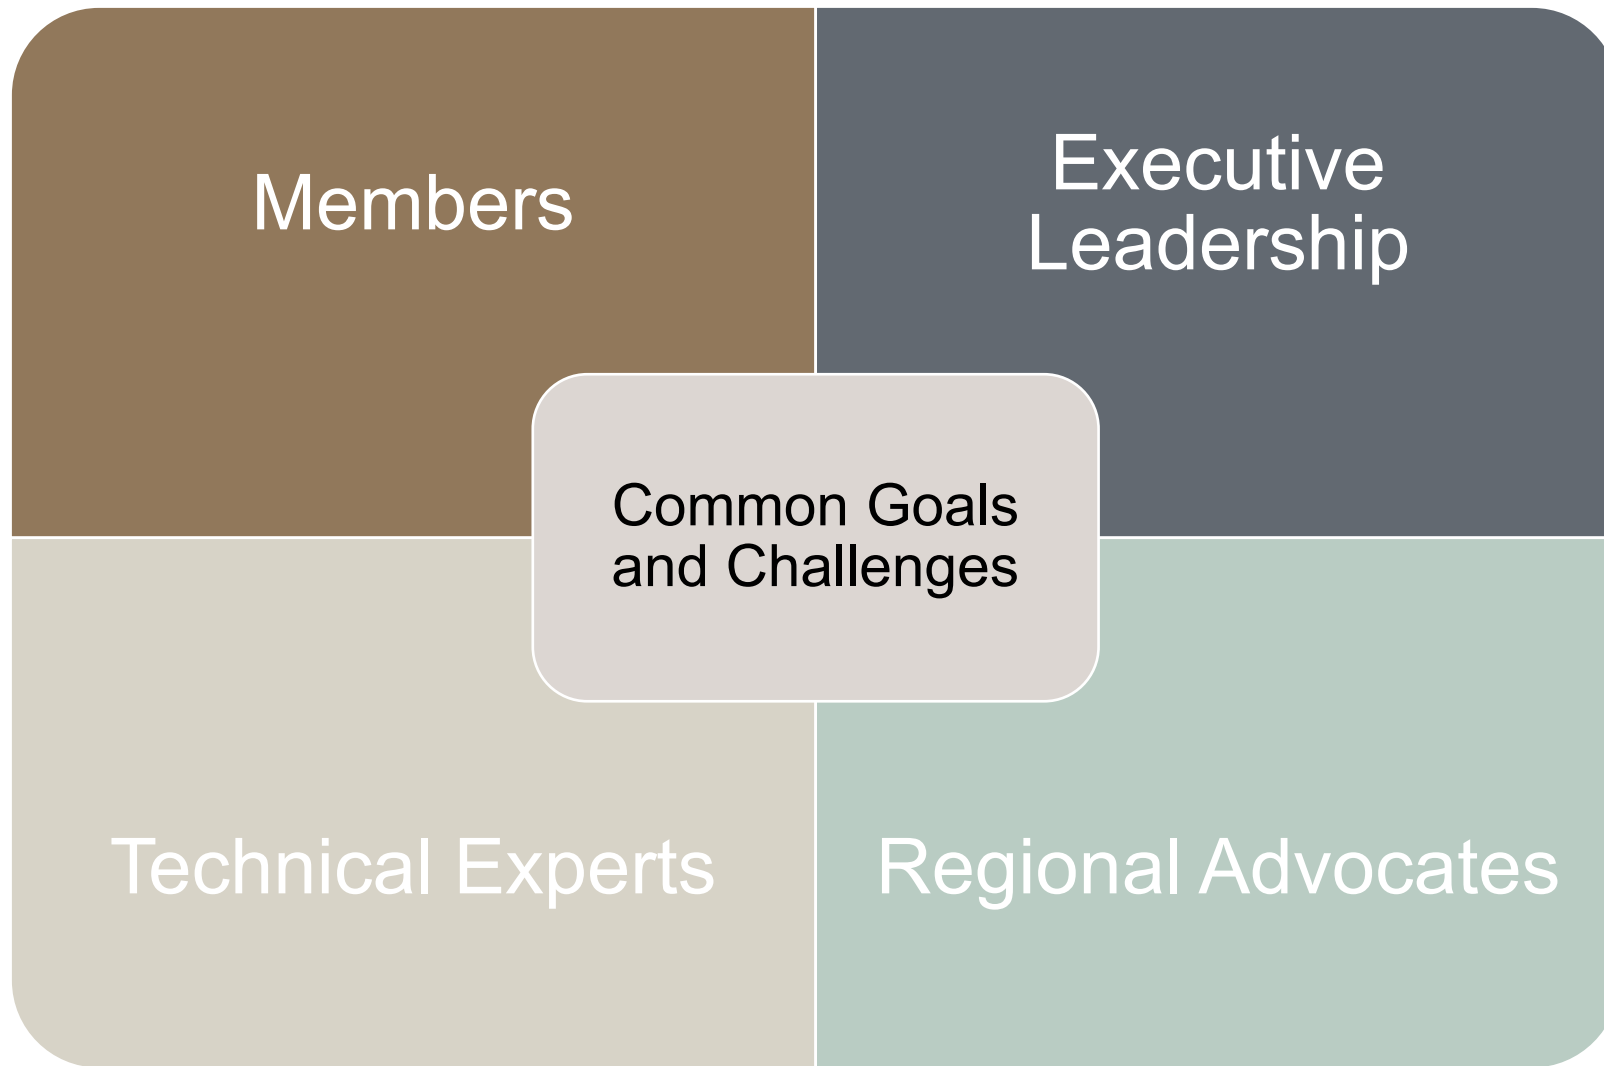 Members
Executive
Leadership
Common Goals
and Challenges
Technical Experts
Regional Advocates